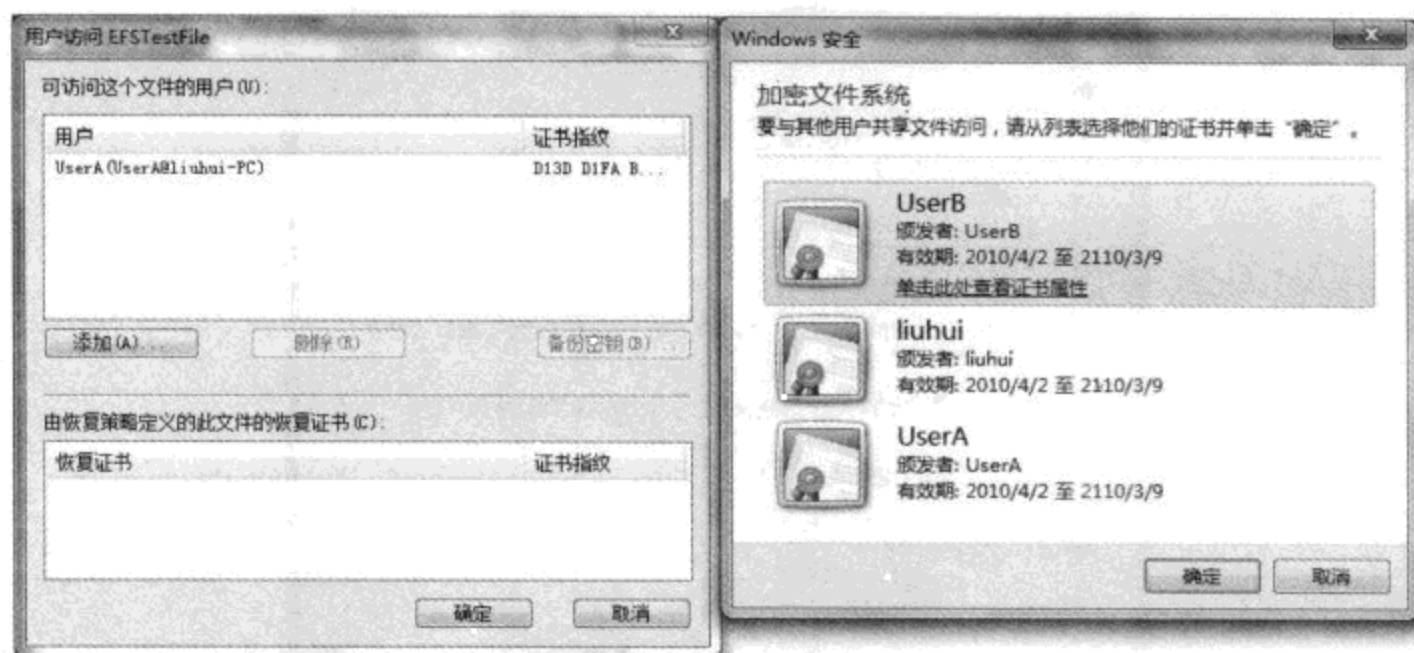 用户访问 EFSTestFile
可访问这个文件的用户(U):
用户 证书指纹
UserA(UserA@liuhui-PC) D13D D1FA B...
添加(A)... 删除(R) 备份密钥(B)...
由恢复策略定义的此文件的恢复证书(C):
恢复证书 证书指纹
确定 取消
Windows 安全
加密文件系统
要与其他用户共享文件访问，请从列表选择他们的证书并单击“确定”。
UserB
颁发者: UserB
有效期: 2010/4/2 至 2110/3/9
单击此处查看证书属性
liuhui
颁发者: liuhui
有效期: 2010/4/2 至 2110/3/9
UserA
颁发者: UserA
有效期: 2010/4/2 至 2110/3/9
确定 取消